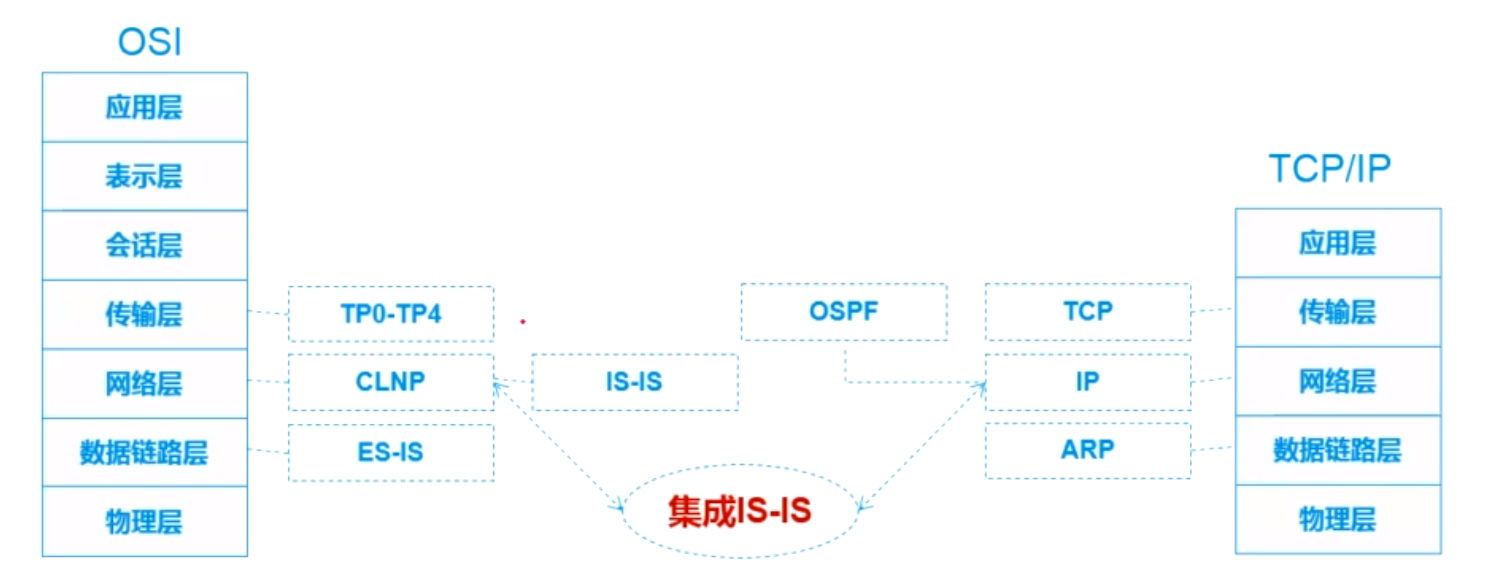 OSI
应用层
表示层
会话层
传输层
网络层
数据链路层
物理层
TP0-TP4
CLNP
ES-IS
IS-IS
集成IS-IS
OSPF
TCP
IP
ARP
TCP/IP
应用层
传输层
网络层
数据链路层
物理层